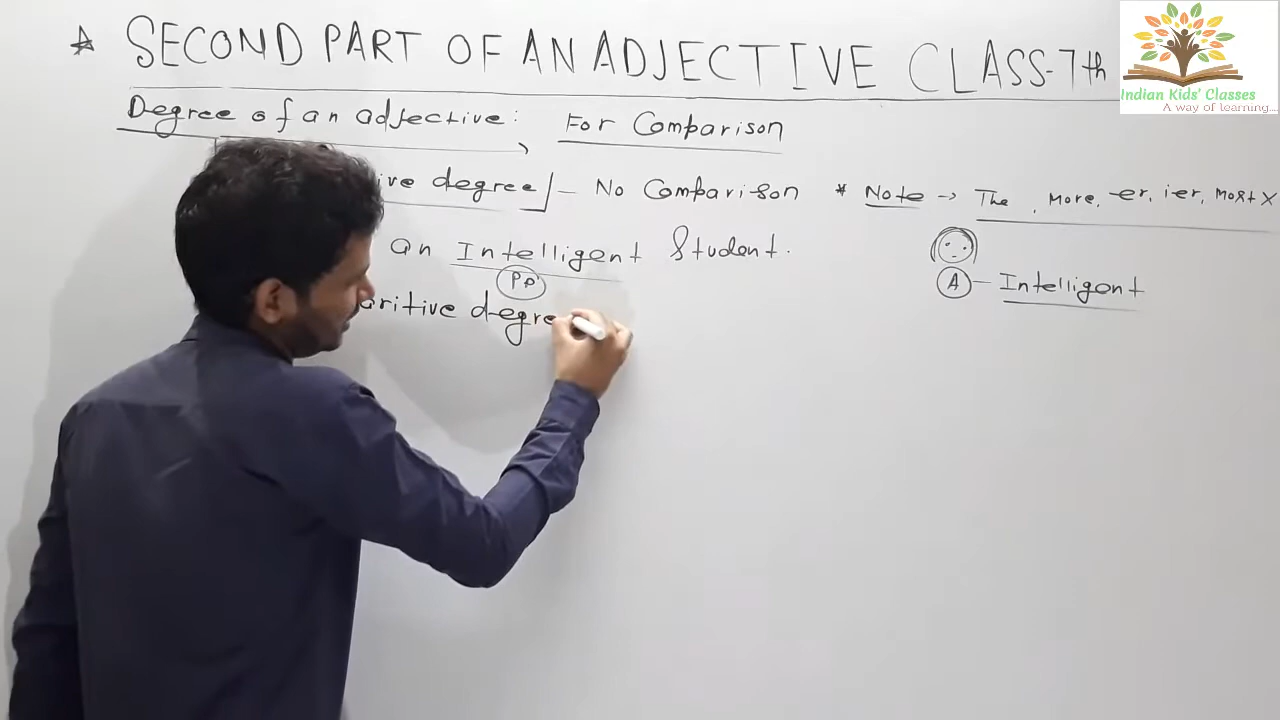 ☆ SECOND PART OF AN ADJECTIVE CLASS-7th
Indian Kids' Classes
A way of learning...
Degree of an adjective: For Comparison
ive degree — No Comparison * Note → The, More, -er, ier, Most X
an Intelligent Student.
PD
A - Intelligent
aritive degre